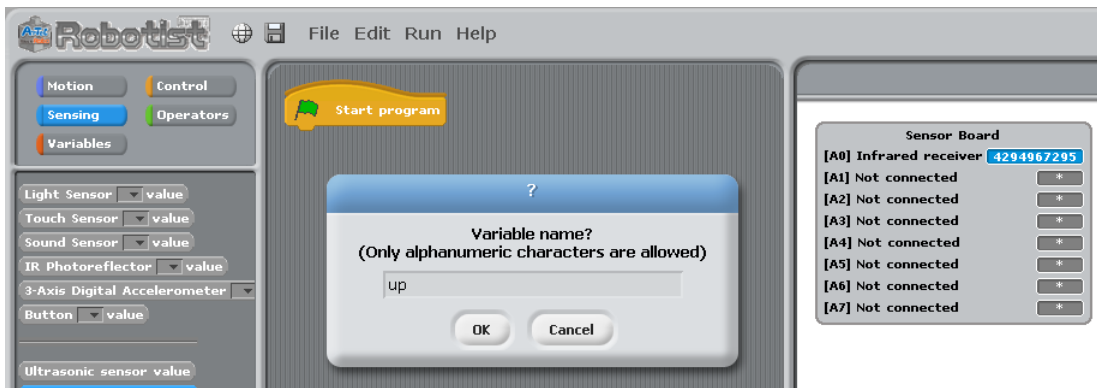 Robotist File Edit Run Help
Motion Control
Sensing Operators
Variables
Light Sensor value
Touch Sensor value
Sound Sensor value
IR Photoreflector value
3-Axis Digital Accelerometer
Button value
Ultrasonic sensor value
Start program
?
Variable name?
(Only alphanumeric characters are allowed)
up
OK Cancel
Sensor Board
[A0] Infrared receiver 4294967295
[A1] Not connected *
[A2] Not connected *
[A3] Not connected *
[A4] Not connected *
[A5] Not connected *
[A6] Not connected *
[A7] Not connected *